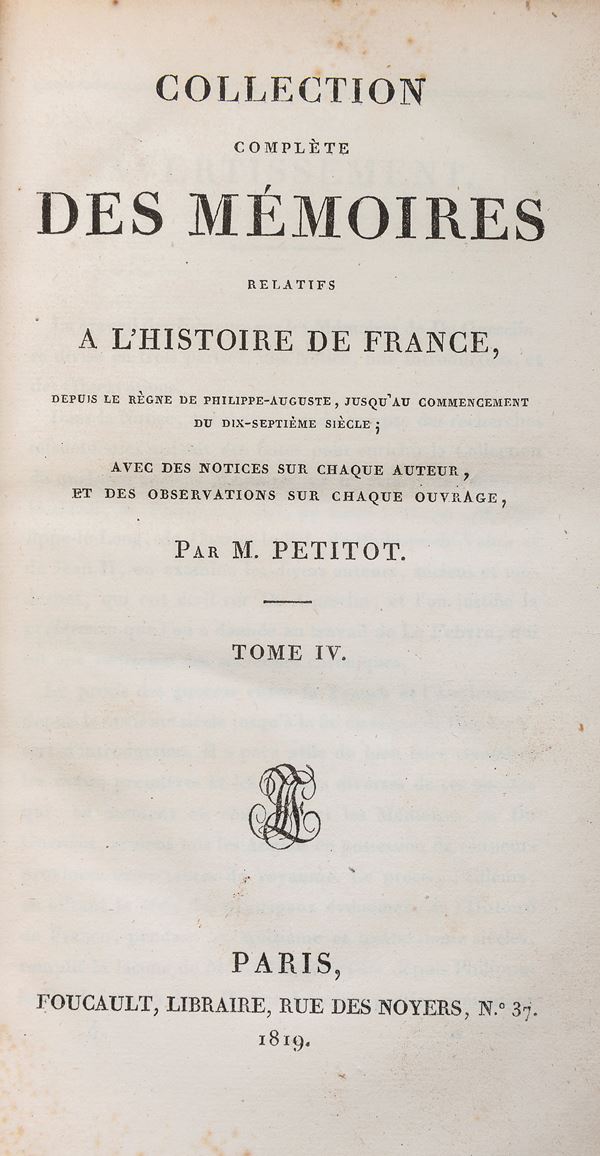 COLLECTION
COMPLÈTE
DES MÉMOIRES
RELATIFS
A L'HISTOIRE DE FRANCE,
DEPUIS LE RÈGNE DE PHILIPPE-AUGUSTE, JUSQU'AU COMMENCEMENT
DU DIX-SEPTIÈME SIÈCLE;
AVEC DES NOTICES SUR CHAQUE AUTEUR,
ET DES OBSERVATIONS SUR CHAQUE OUVRAGE,
PAR M. PETITOT.
TOME IV.
PARIS,
FOUCAULT, LIBRAIRE, RUE DES NOYERS, N.º 37.
1819.